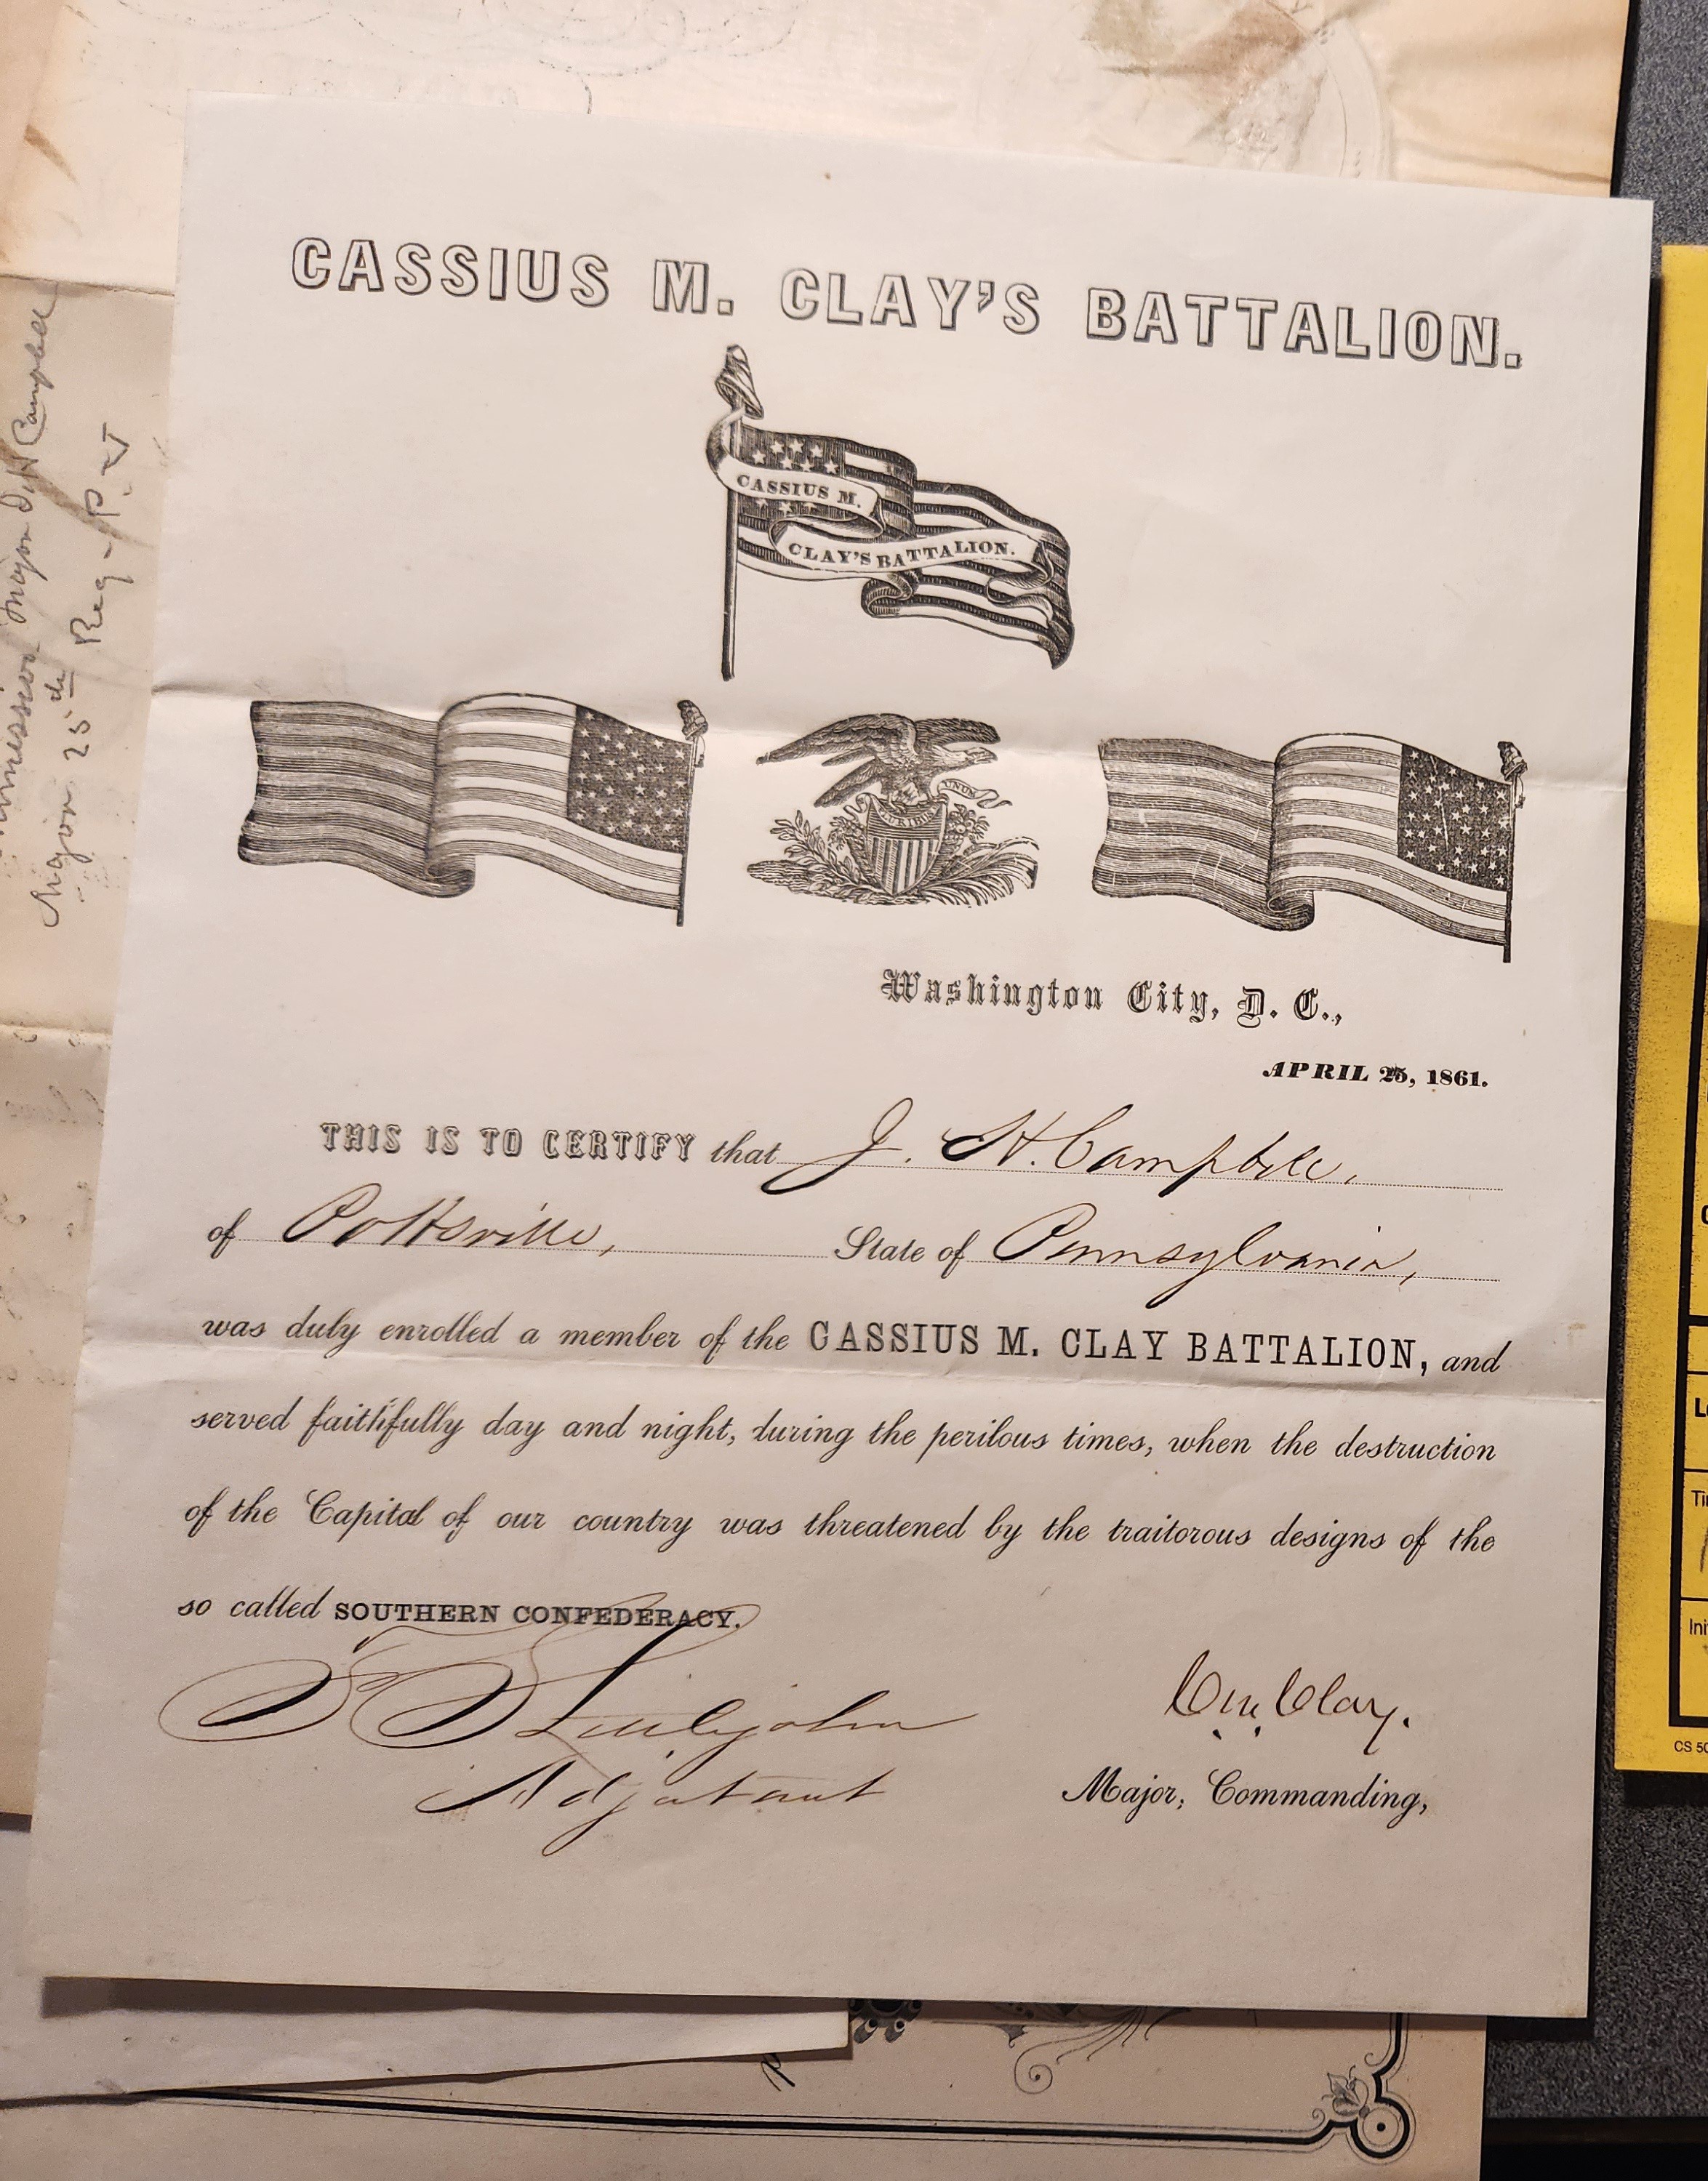 CASSIUS M. CLAY'S BATTALION.
CASSIUS M.
CLAY'S BATTALION.
UNUM
PLURIBUS
Washington City, D. C.,
APRIL 25, 1861.
THIS IS TO CERTIFY that J. H. Campbell,
of Pottsville, State of Pennsylvania,
was duly enrolled a member of the CASSIUS M. CLAY BATTALION, and
served faithfully day and night, during the perilous times, when the destruction
of the Capital of our country was threatened by the traitorous designs of the
so called SOUTHERN CONFEDERACY.
Littlejohn
Adjutant
C. M. Clay.
Major, Commanding,
Major J H Campbell
Major 25th Reg - P. V
CS 50